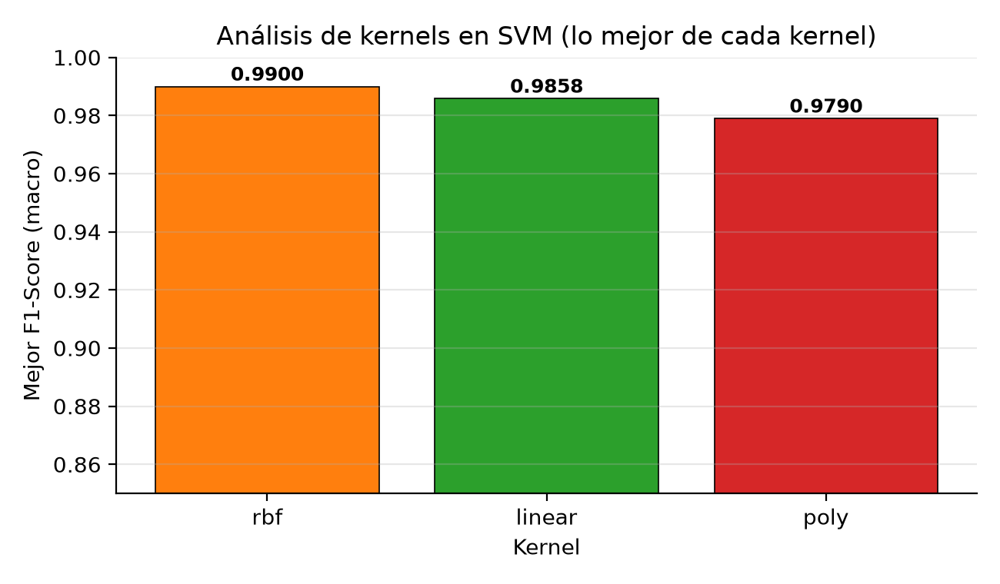 Análisis de kernels en SVM (lo mejor de cada kernel)
Mejor F1-Score (macro)
1.00
0.98
0.96
0.94
0.92
0.90
0.88
0.86
0.9900
0.9858
0.9790
rbf
linear
poly
Kernel